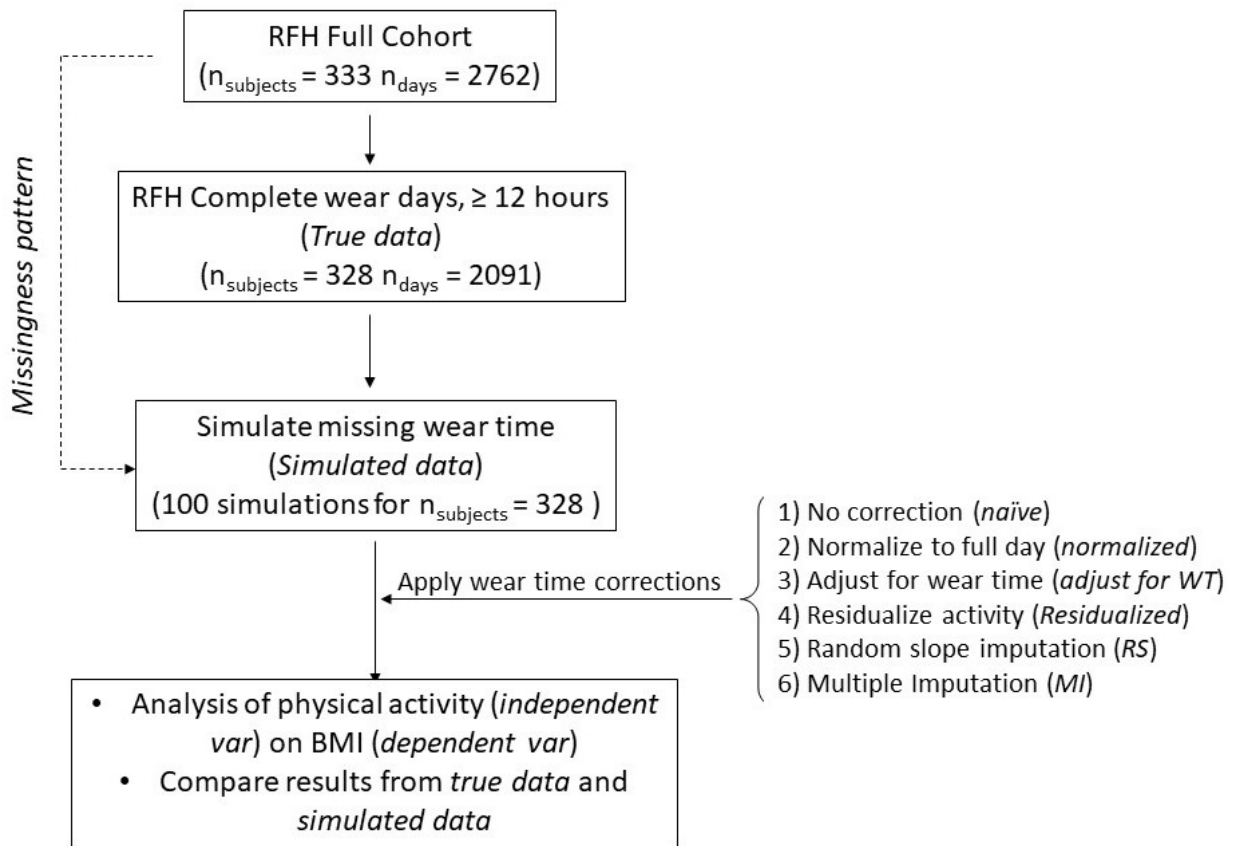 RFH Full Cohort
(nsubjects = 333 ndays = 2762)
Missingness pattern
RFH Complete wear days, ≥ 12 hours
(True data)
(nsubjects = 328 ndays = 2091)
Simulate missing wear time
(Simulated data)
(100 simulations for nsubjects = 328 )
Apply wear time corrections
1) No correction (naïve)
2) Normalize to full day (normalized)
3) Adjust for wear time (adjust for WT)
4) Residualize activity (Residualized)
5) Random slope imputation (RS)
6) Multiple Imputation (MI)
• Analysis of physical activity (independent
var) on BMI (dependent var)
• Compare results from true data and
simulated data